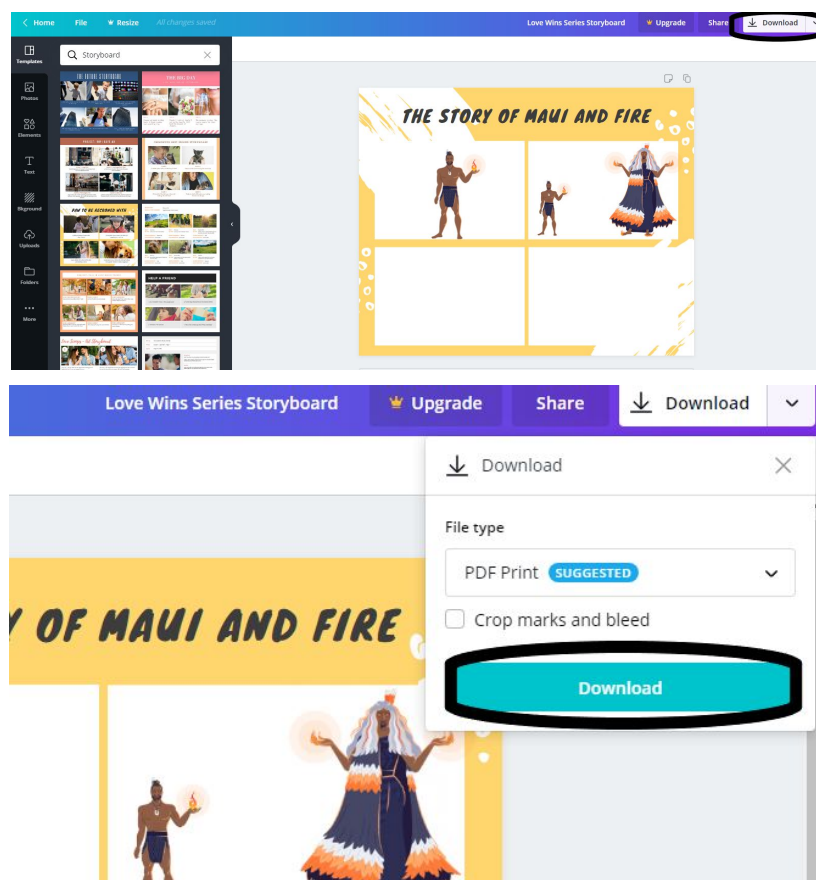 Home File Resize All changes saved Love Wins Series Storyboard Upgrade Share Download
Templates
Storyboard
Photos
Elements
Text
Bkground
Uploads
Folders
More
HELP A FRIEND
THE STORY OF MAUI AND FIRE
Love Wins Series Storyboard Upgrade Share Download
Download
File type
PDF Print SUGGESTED
Crop marks and bleed
Download
OF MAUI AND FIRE